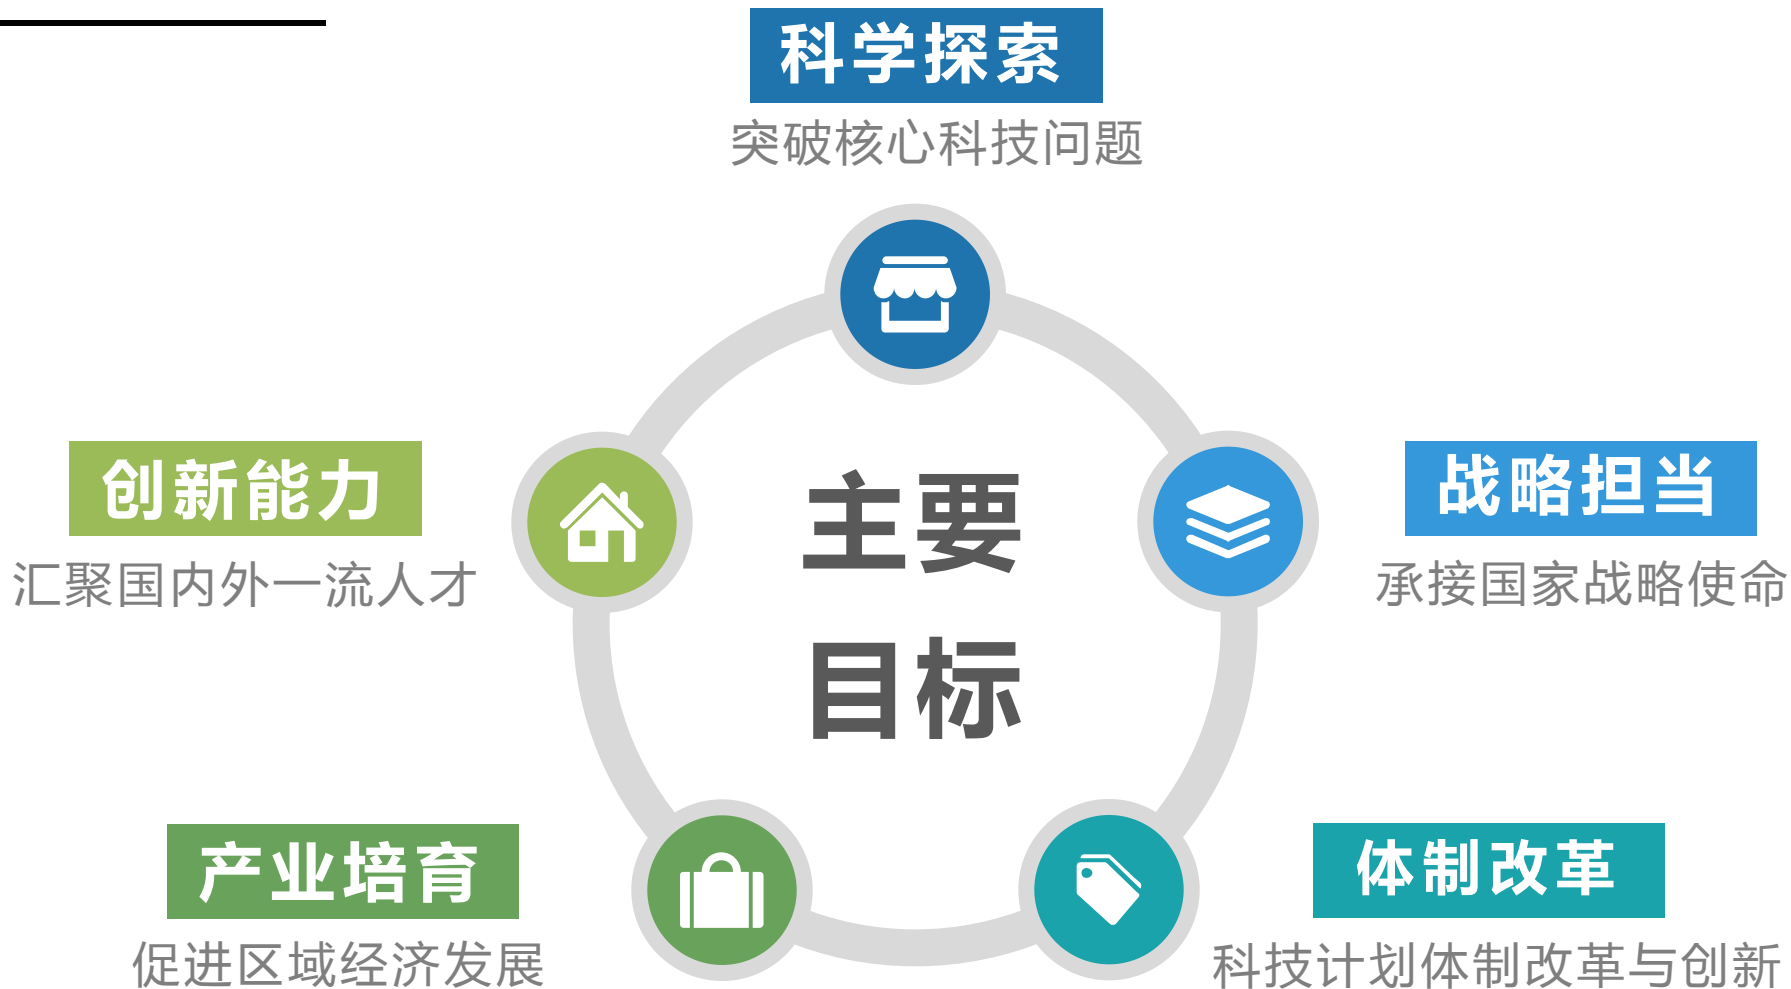 科学探索
突破核心科技问题
创新能力
汇聚国内外一流人才
主要
目标
战略担当
承接国家战略使命
产业培育
促进区域经济发展
体制改革
科技计划体制改革与创新